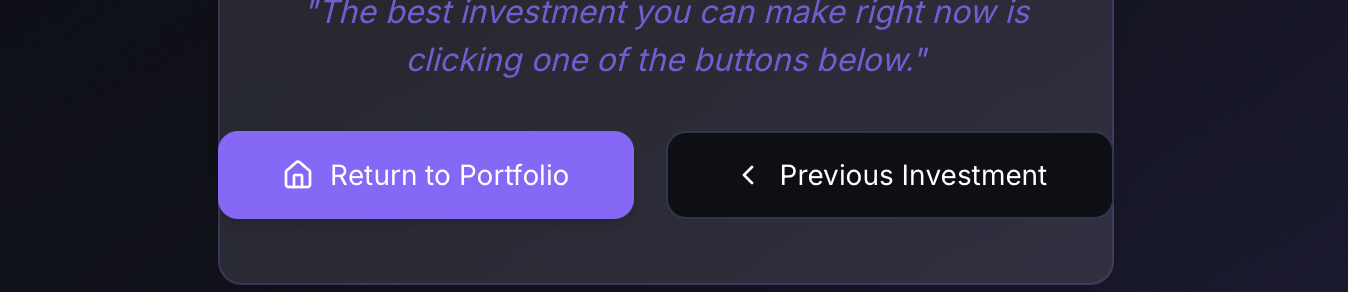 "The best investment you can make right now is
clicking one of the buttons below."
Return to Portfolio
Previous Investment